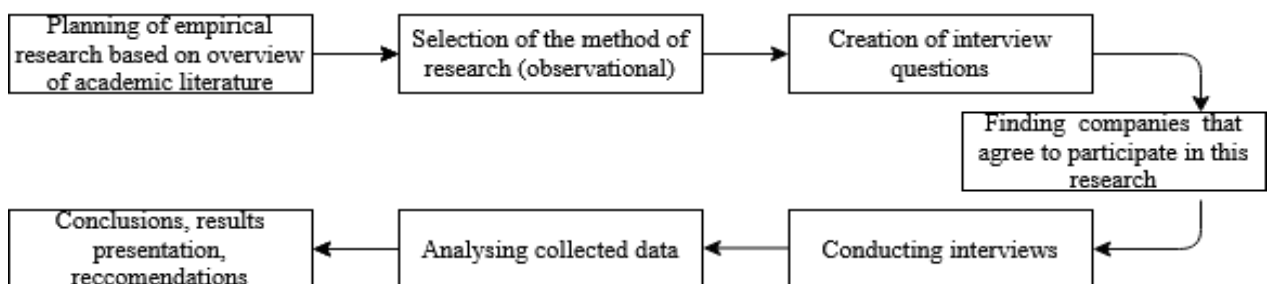 Planning of empirical
research based on overview
of academic literature
Selection of the method of
research (observational)
Creation of interview
questions
Finding companies that
agree to participate in this
research
Conducting interviews
Analysing collected data
Conclusions, results
presentation,
reccomendations